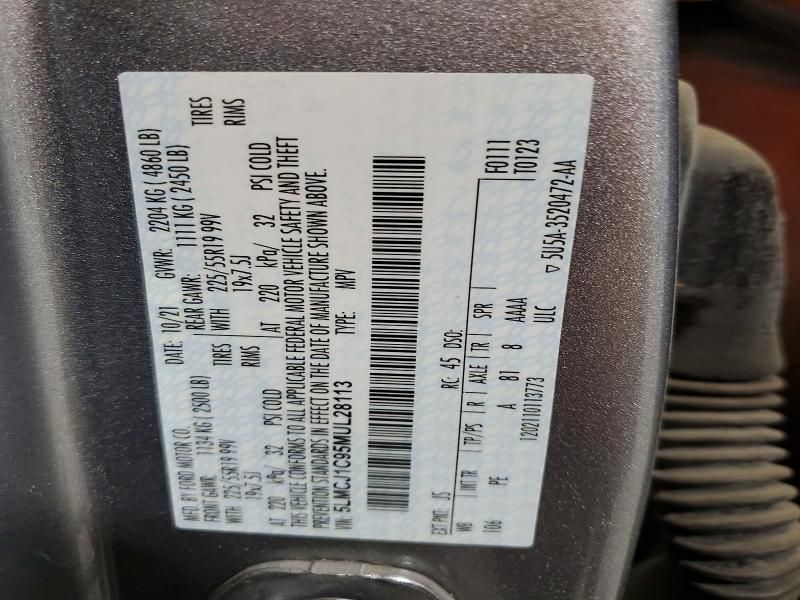 MFD. BY FORD MOTOR CO.
DATE: 10/21 GVWR: 2204 KG ( 4860 LB)
FRONT GAWR: 1134 KG ( 2500 LB) REAR GAWR: 1111 KG ( 2450 LB)
WITH 225/55R19 99V TIRES WITH 225/55R19 99V TIRES
19x7.5J RIMS 19x7.5J RIMS
AT 220 kPa/ 32 PSI COLD AT 220 kPa/ 32 PSI COLD
THIS VEHICLE CONFORMS TO ALL APPLICABLE FEDERAL MOTOR VEHICLE SAFETY AND THEFT
PREVENTION STANDARDS IN EFFECT ON THE DATE OF MANUFACTURE SHOWN ABOVE.
VIN: 5LMCJ1C95MUL28113 TYPE: MPV
EXT PNT: JS RC: 45 DSO: F0111
WB INT TR TP/PS R AXLE TR SPR T0123
106 PE A 81 8 AAAA
1202110113773 ULC ▽5U5A-3520472-AA